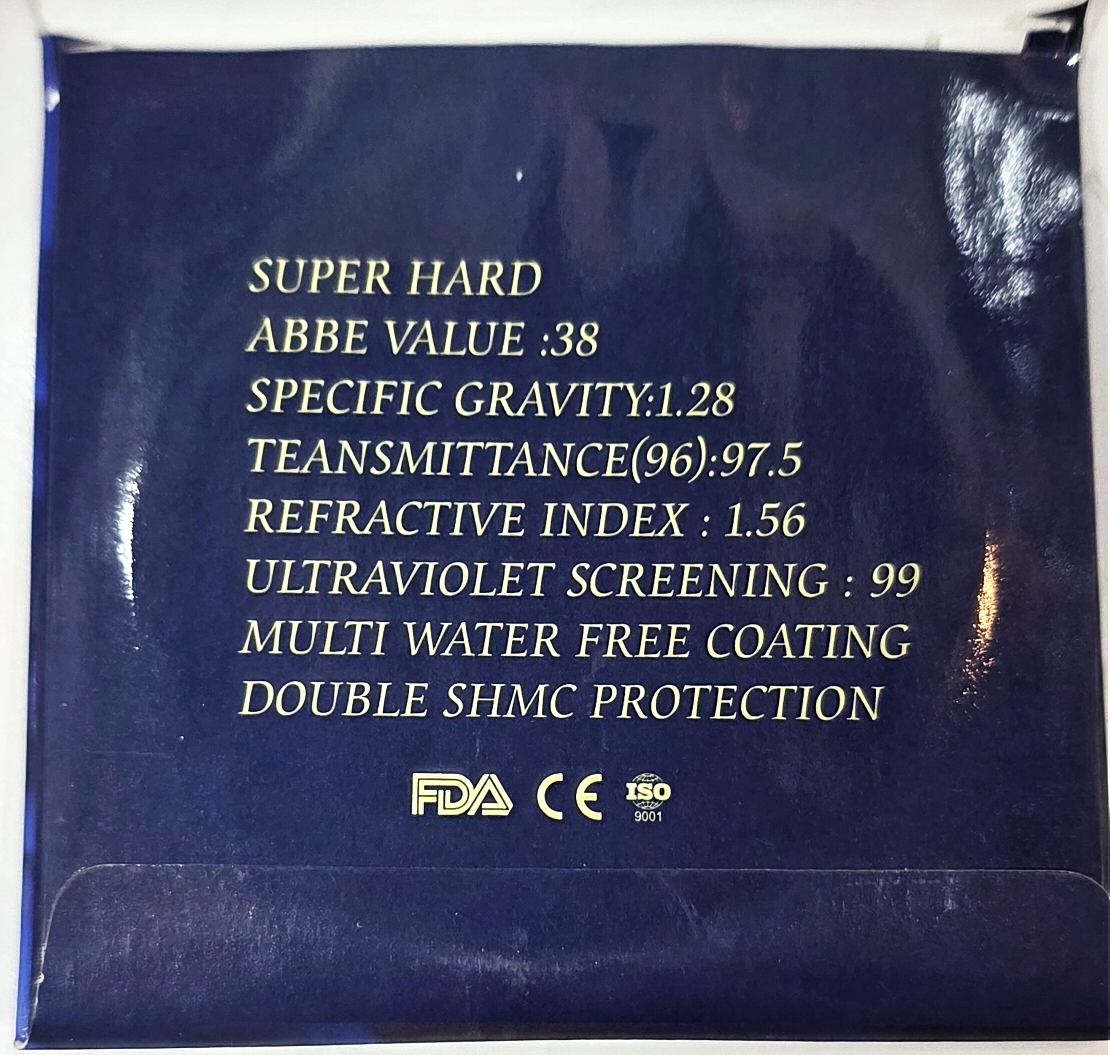 SUPER HARD
ABBE VALUE :38
SPECIFIC GRAVITY:1.28
TEANSMITTANCE(96):97.5
REFRACTIVE INDEX : 1.56
ULTRAVIOLET SCREENING : 99
MULTI WATER FREE COATING
DOUBLE SHMC PROTECTION
FDA CE ISO
9001